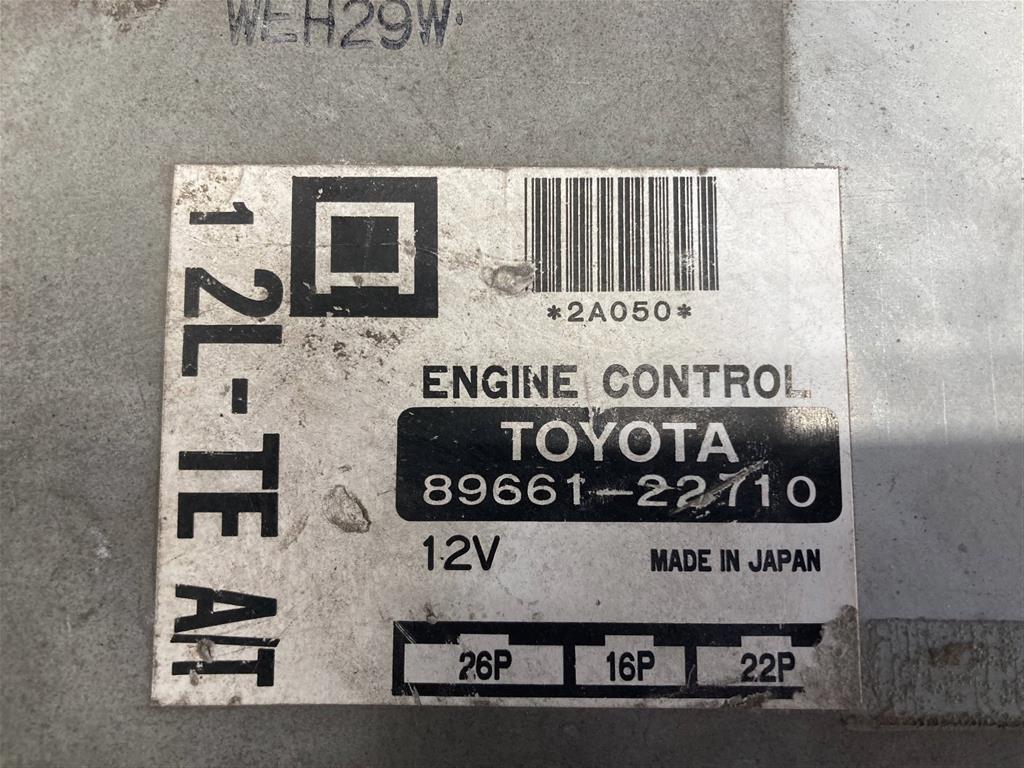 WEH29W
1 2L-TE A/T
*2A050*
ENGINE CONTROL
TOYOTA
89661-22710
12V
MADE IN JAPAN
26P 16P 22P